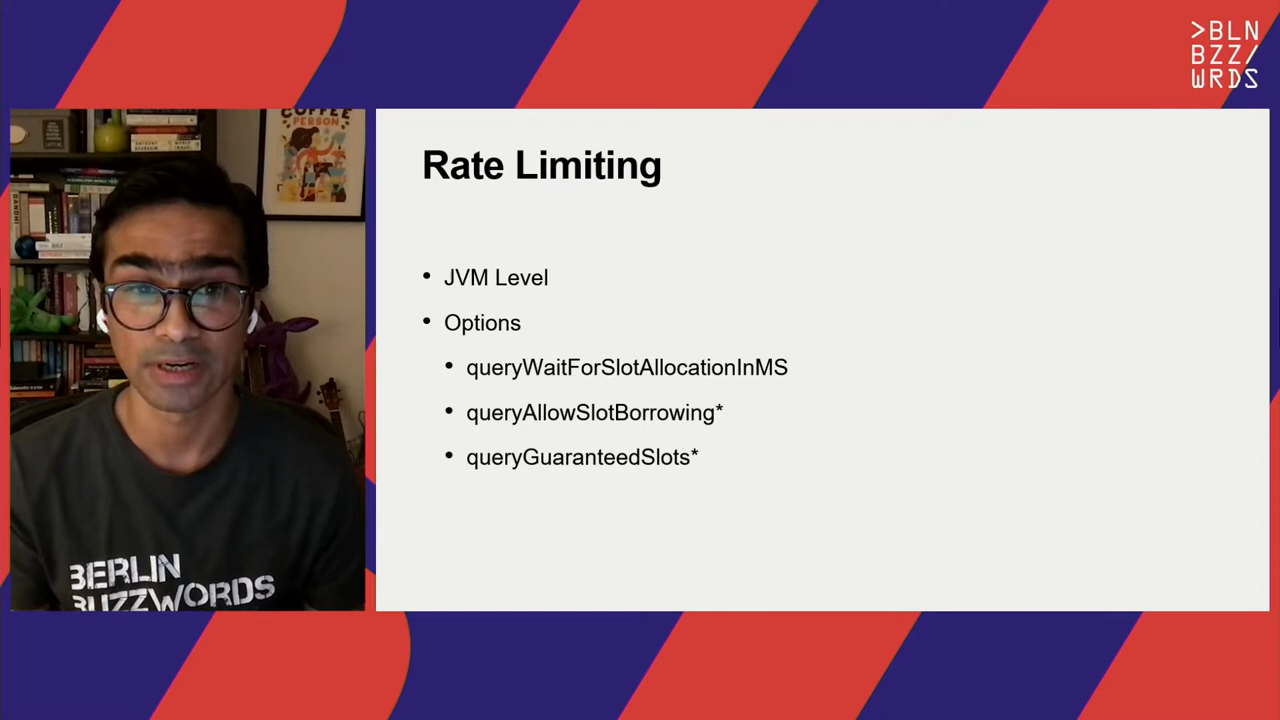 >BLN
BZZ/
WRDS
COFFEE
PERSON
Rate Limiting
• JVM Level
• Options
• queryWaitForSlotAllocationInMS
• queryAllowSlotBorrowing*
• queryGuaranteedSlots*
BERLIN
BUZZWORDS